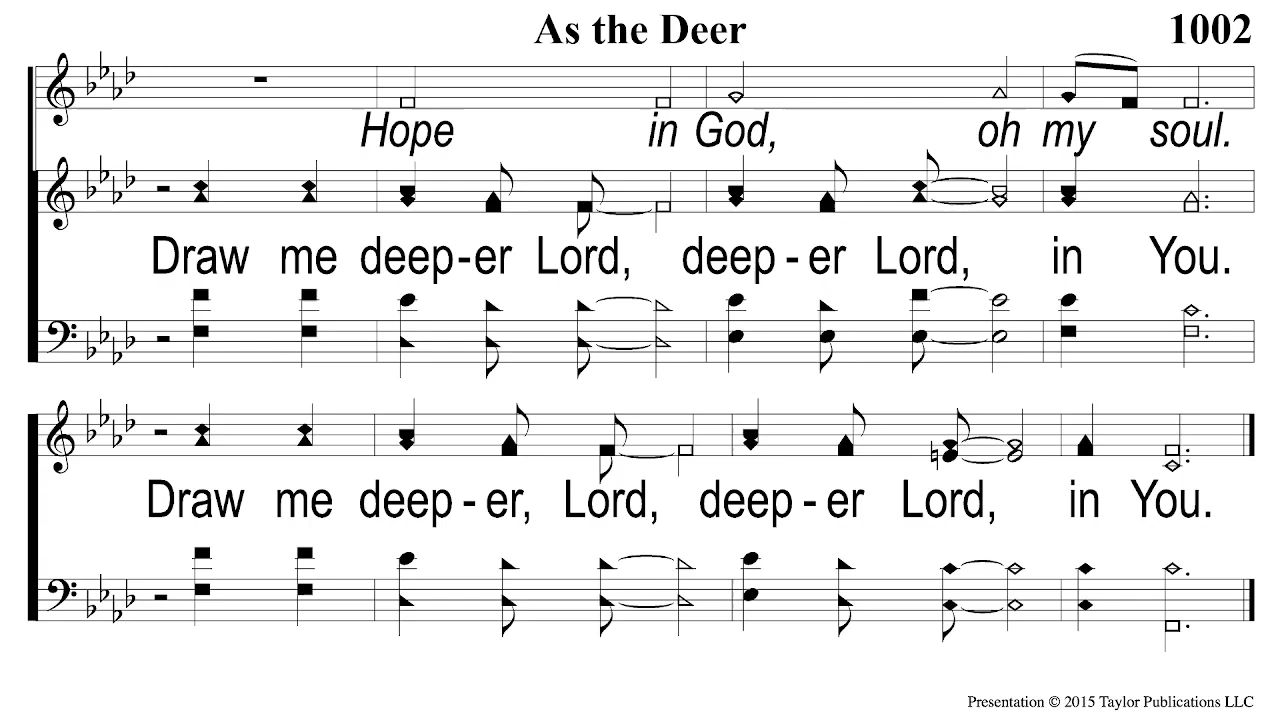 As the Deer 1002
Hope in God, oh my soul.
Draw me deep-er Lord, deep-er Lord, in You.
Draw me deep-er, Lord, deep-er Lord, in You.
Presentation © 2015 Taylor Publications LLC